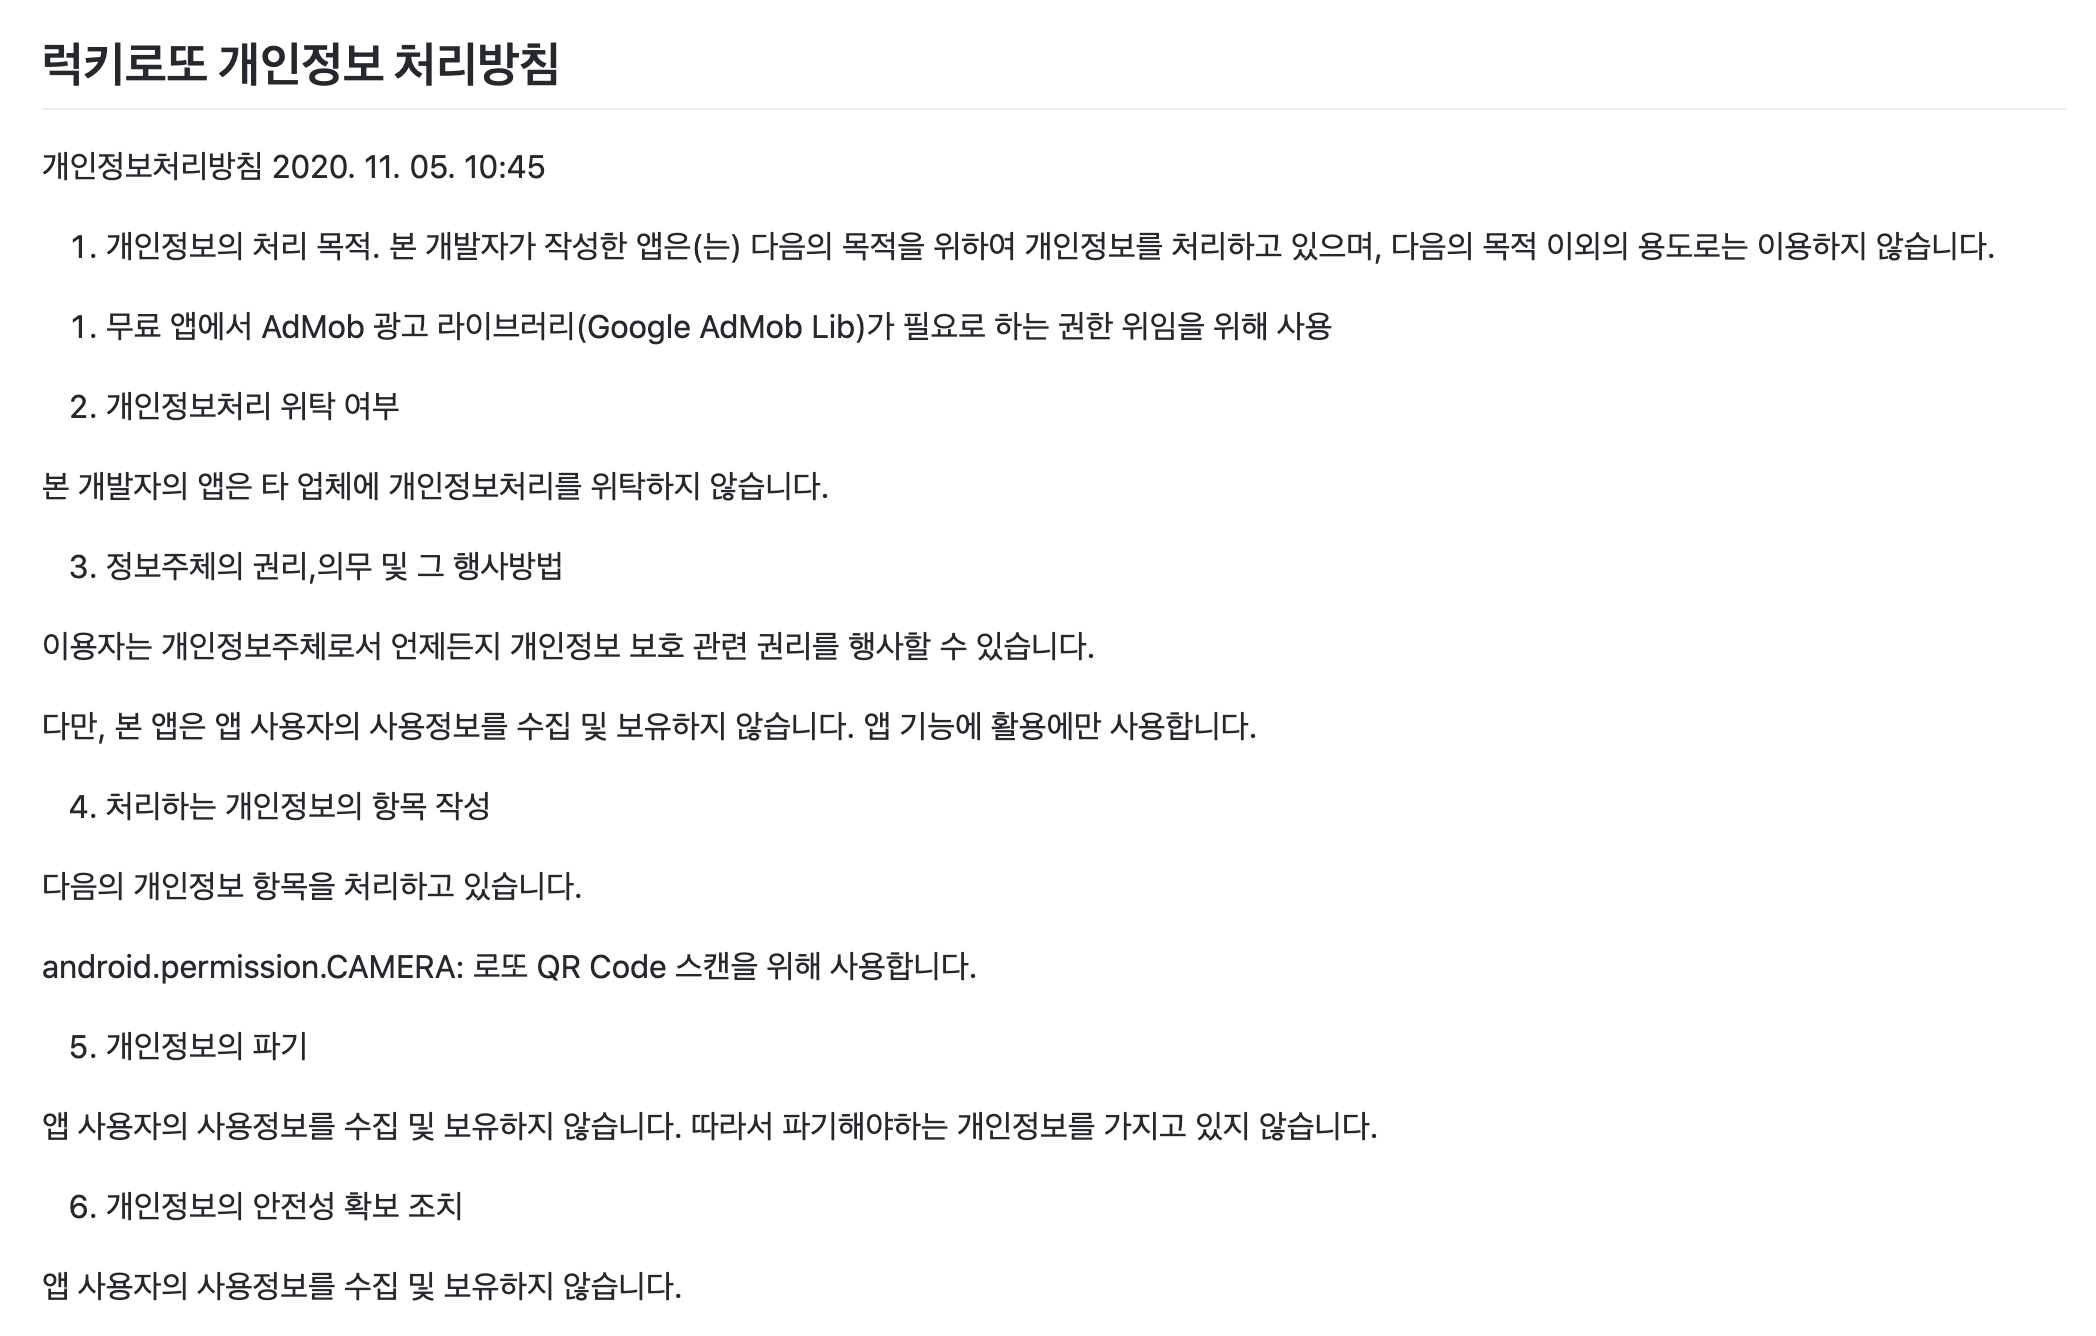 럭키로또 개인정보 처리방침
개인정보처리방침 2020. 11. 05. 10:45
1. 개인정보의 처리 목적. 본 개발자가 작성한 앱은(는) 다음의 목적을 위하여 개인정보를 처리하고 있으며, 다음의 목적 이외의 용도로는 이용하지 않습니다.
1. 무료 앱에서 AdMob 광고 라이브러리(Google AdMob Lib)가 필요로 하는 권한 위임을 위해 사용
2. 개인정보처리 위탁 여부
본 개발자의 앱은 타 업체에 개인정보처리를 위탁하지 않습니다.
3. 정보주체의 권리,의무 및 그 행사방법
이용자는 개인정보주체로서 언제든지 개인정보 보호 관련 권리를 행사할 수 있습니다.
다만, 본 앱은 앱 사용자의 사용정보를 수집 및 보유하지 않습니다. 앱 기능에 활용에만 사용합니다.
4. 처리하는 개인정보의 항목 작성
다음의 개인정보 항목을 처리하고 있습니다.
android.permission.CAMERA: 로또 QR Code 스캔을 위해 사용합니다.
5. 개인정보의 파기
앱 사용자의 사용정보를 수집 및 보유하지 않습니다. 따라서 파기해야하는 개인정보를 가지고 있지 않습니다.
6. 개인정보의 안전성 확보 조치
앱 사용자의 사용정보를 수집 및 보유하지 않습니다.